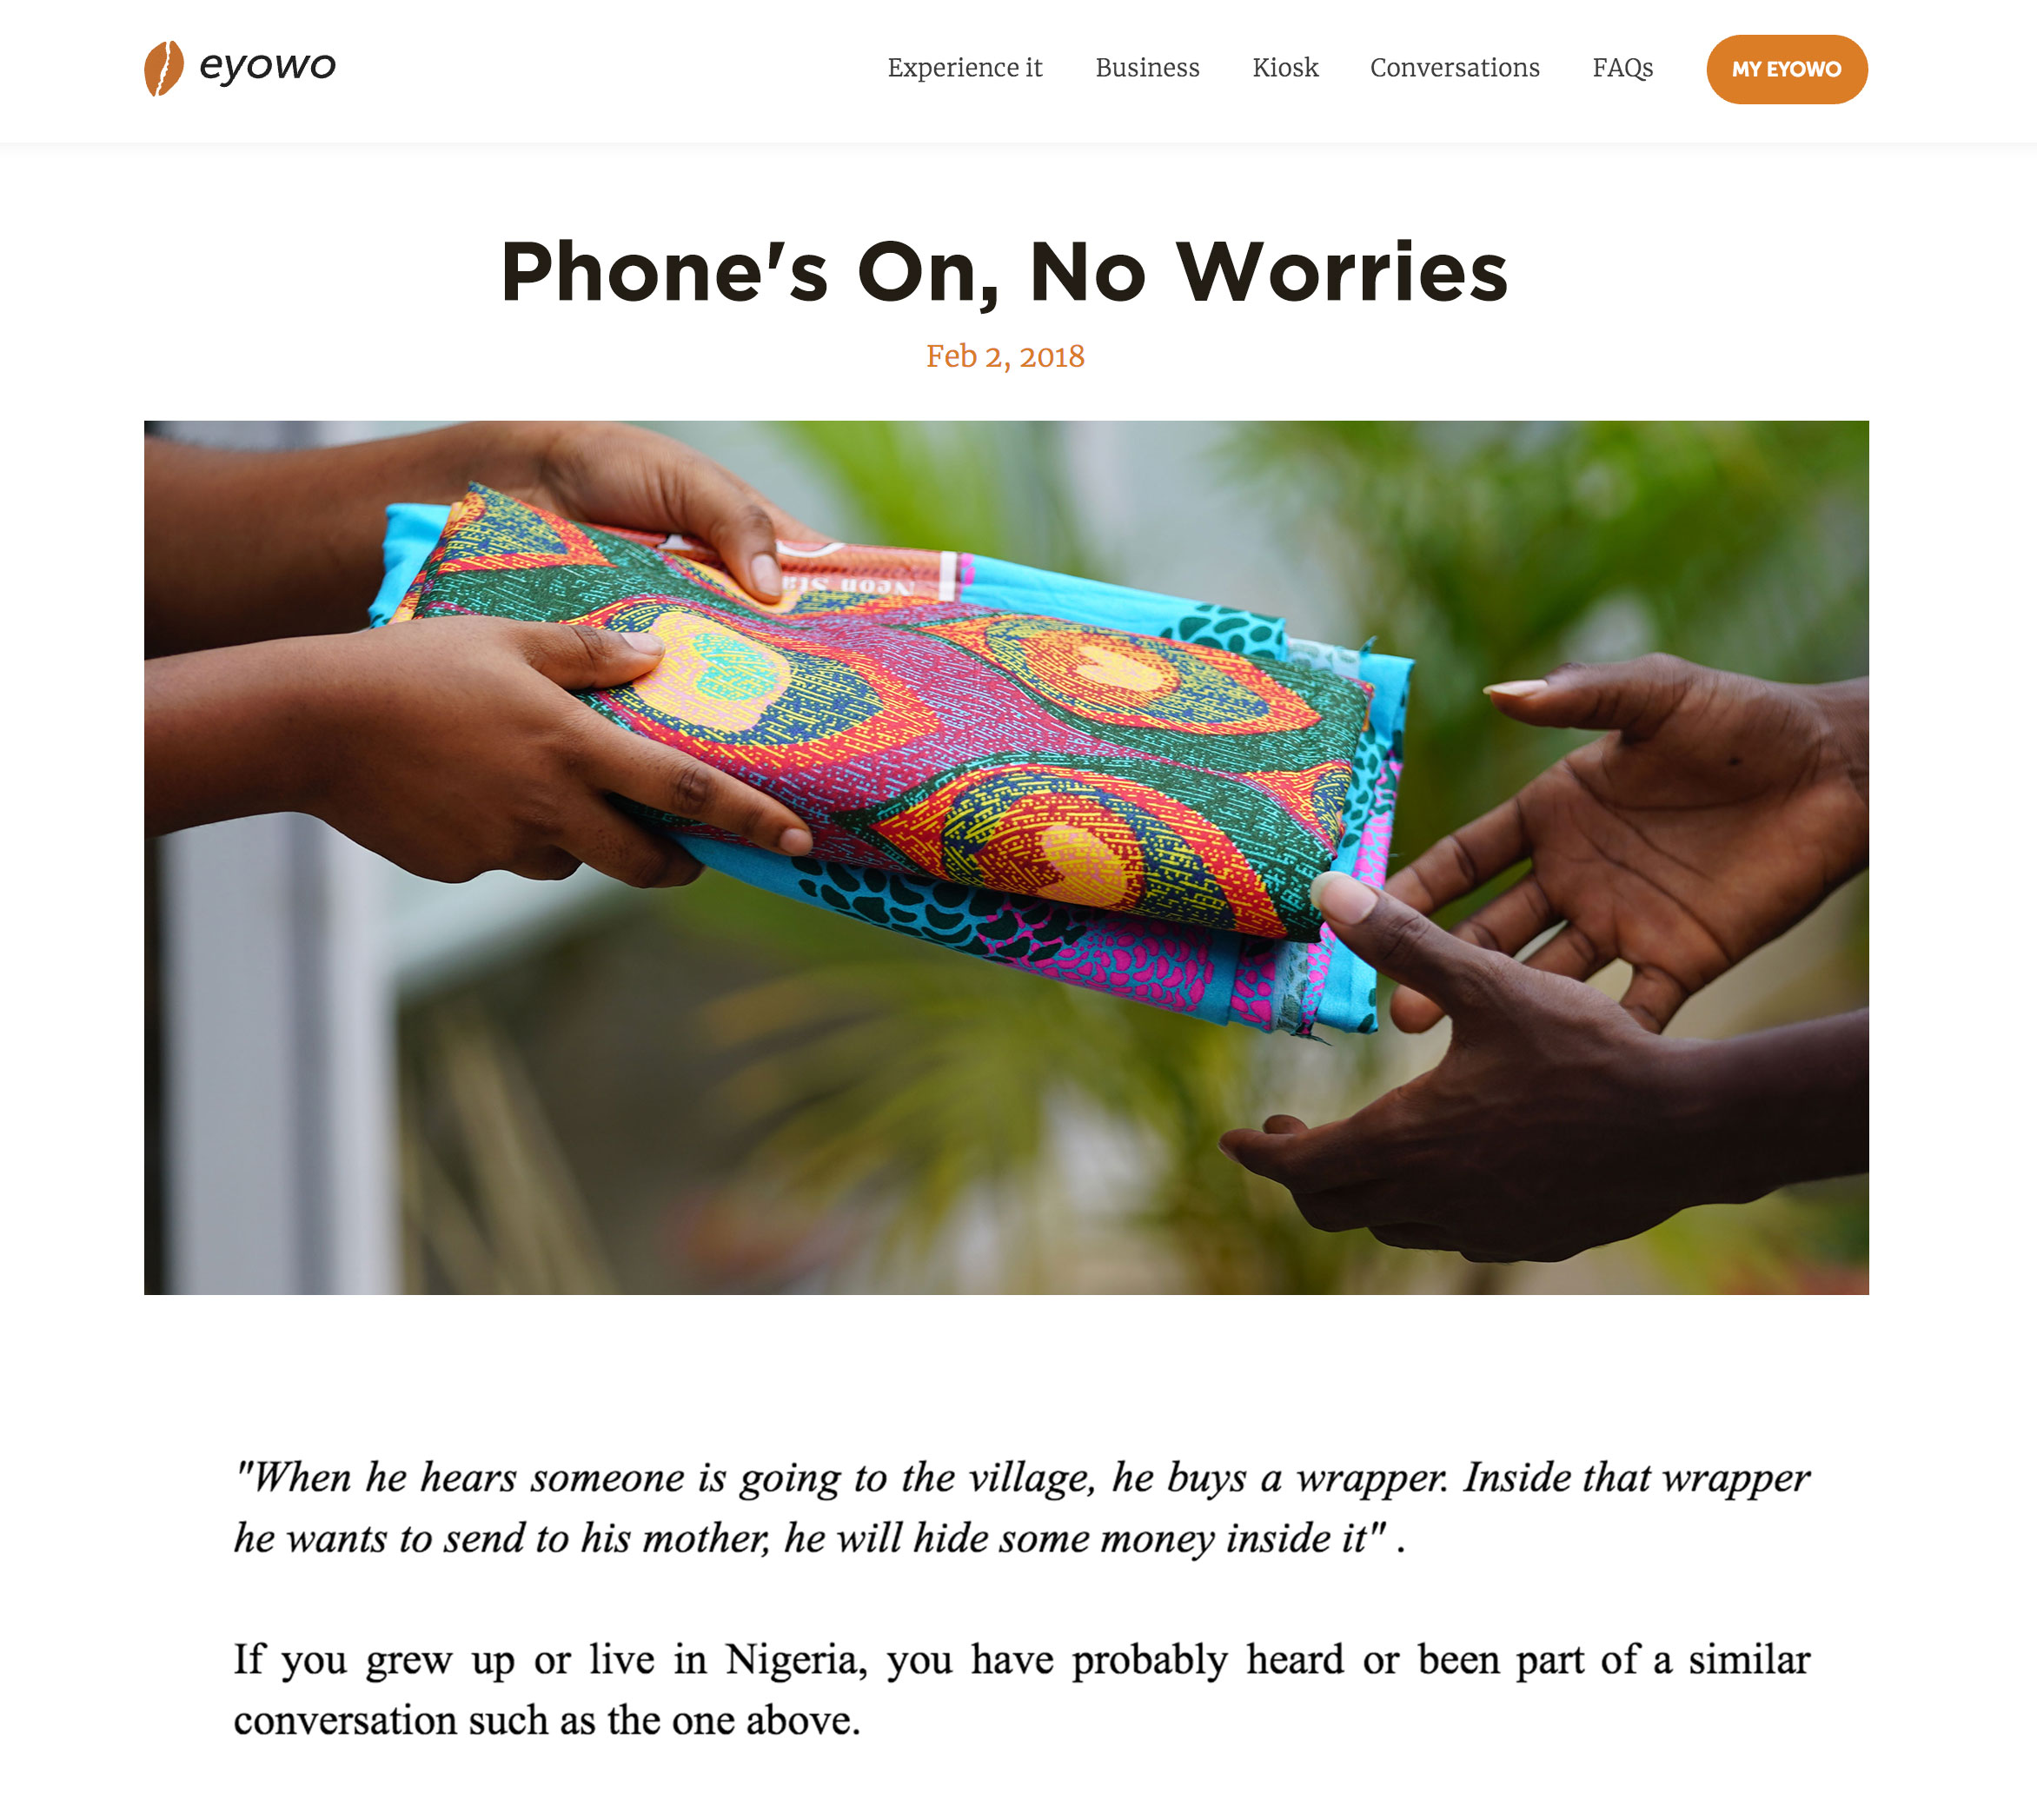 eyowo
Experience it Business Kiosk Conversations FAQs MY EYOWO
Phone's On, No Worries
Feb 2, 2018
Neon Sta
"When he hears someone is going to the village, he buys a wrapper. Inside that wrapper
he wants to send to his mother, he will hide some money inside it" .
If you grew up or live in Nigeria, you have probably heard or been part of a similar
conversation such as the one above.